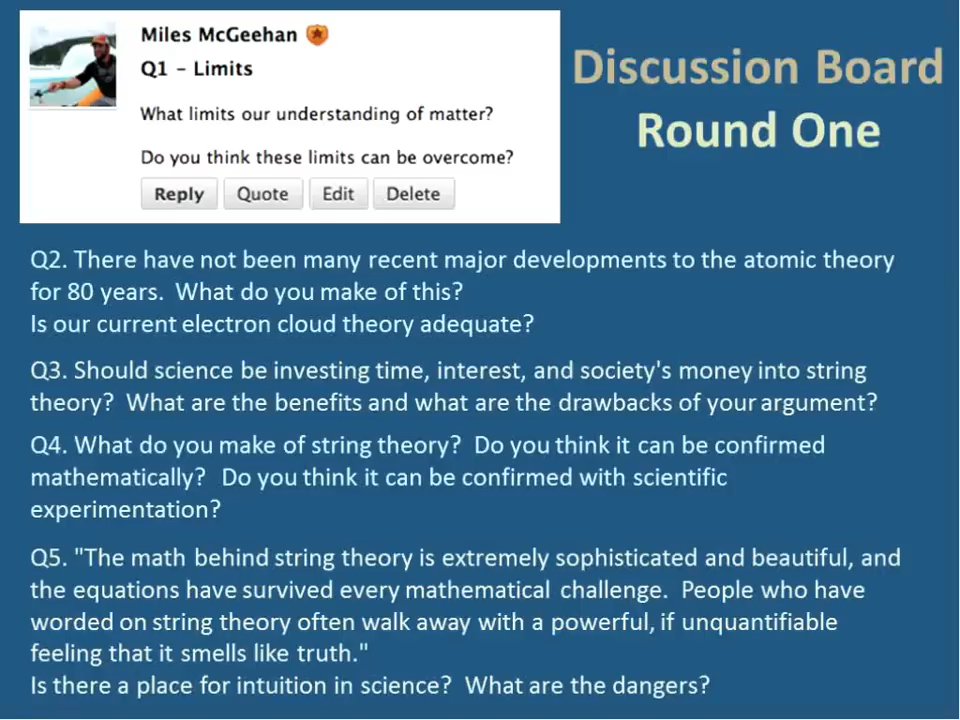 Miles McGeehan
Q1 – Limits
What limits our understanding of matter?
Do you think these limits can be overcome?
Reply Quote Edit Delete
Discussion Board
Round One
Q2. There have not been many recent major developments to the atomic theory
for 80 years. What do you make of this?
Is our current electron cloud theory adequate?
Q3. Should science be investing time, interest, and society's money into string
theory? What are the benefits and what are the drawbacks of your argument?
Q4. What do you make of string theory? Do you think it can be confirmed
mathematically? Do you think it can be confirmed with scientific
experimentation?
Q5. "The math behind string theory is extremely sophisticated and beautiful, and
the equations have survived every mathematical challenge. People who have
worded on string theory often walk away with a powerful, if unquantifiable
feeling that it smells like truth."
Is there a place for intuition in science? What are the dangers?